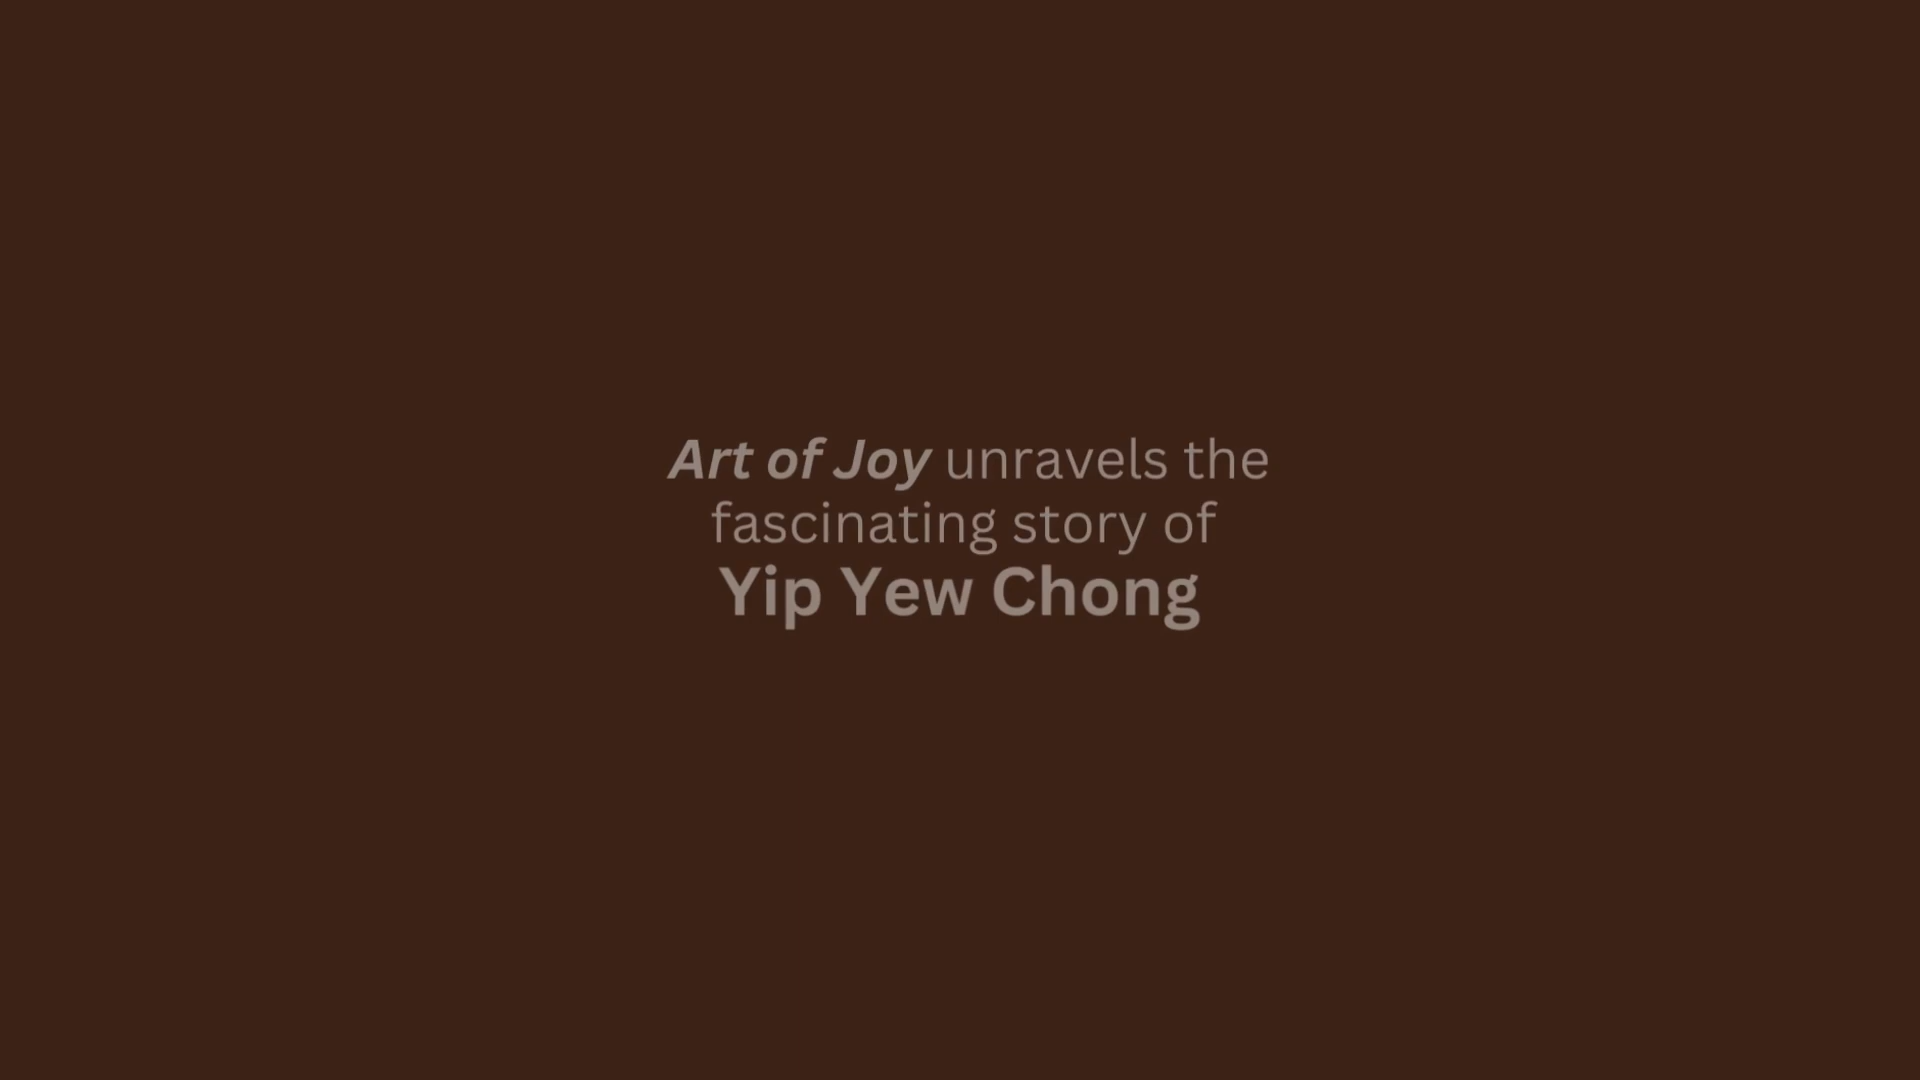 Art of Joy unravels the
fascinating story of
Yip Yew Chong